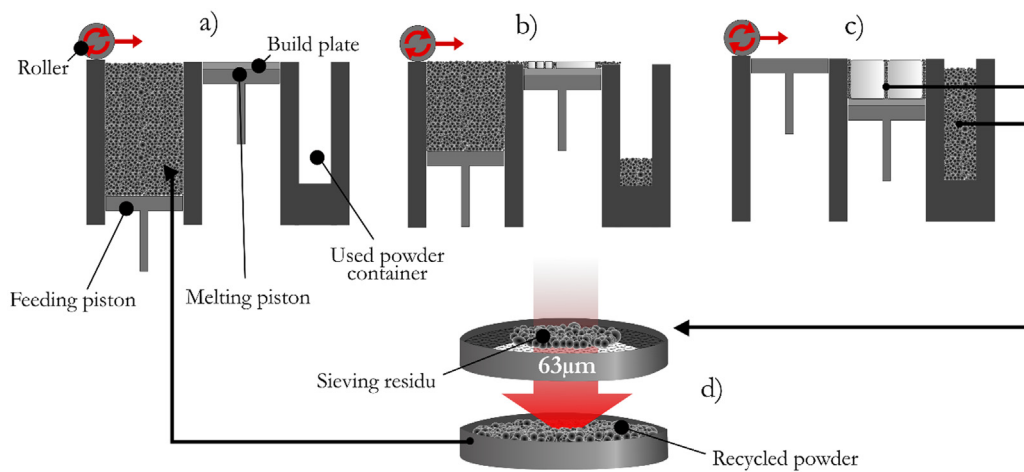 a)
b)
c)
Roller
Build plate
Used powder
container
Feeding piston
Melting piston
Sieving residu
63µm
d)
Recycled powder